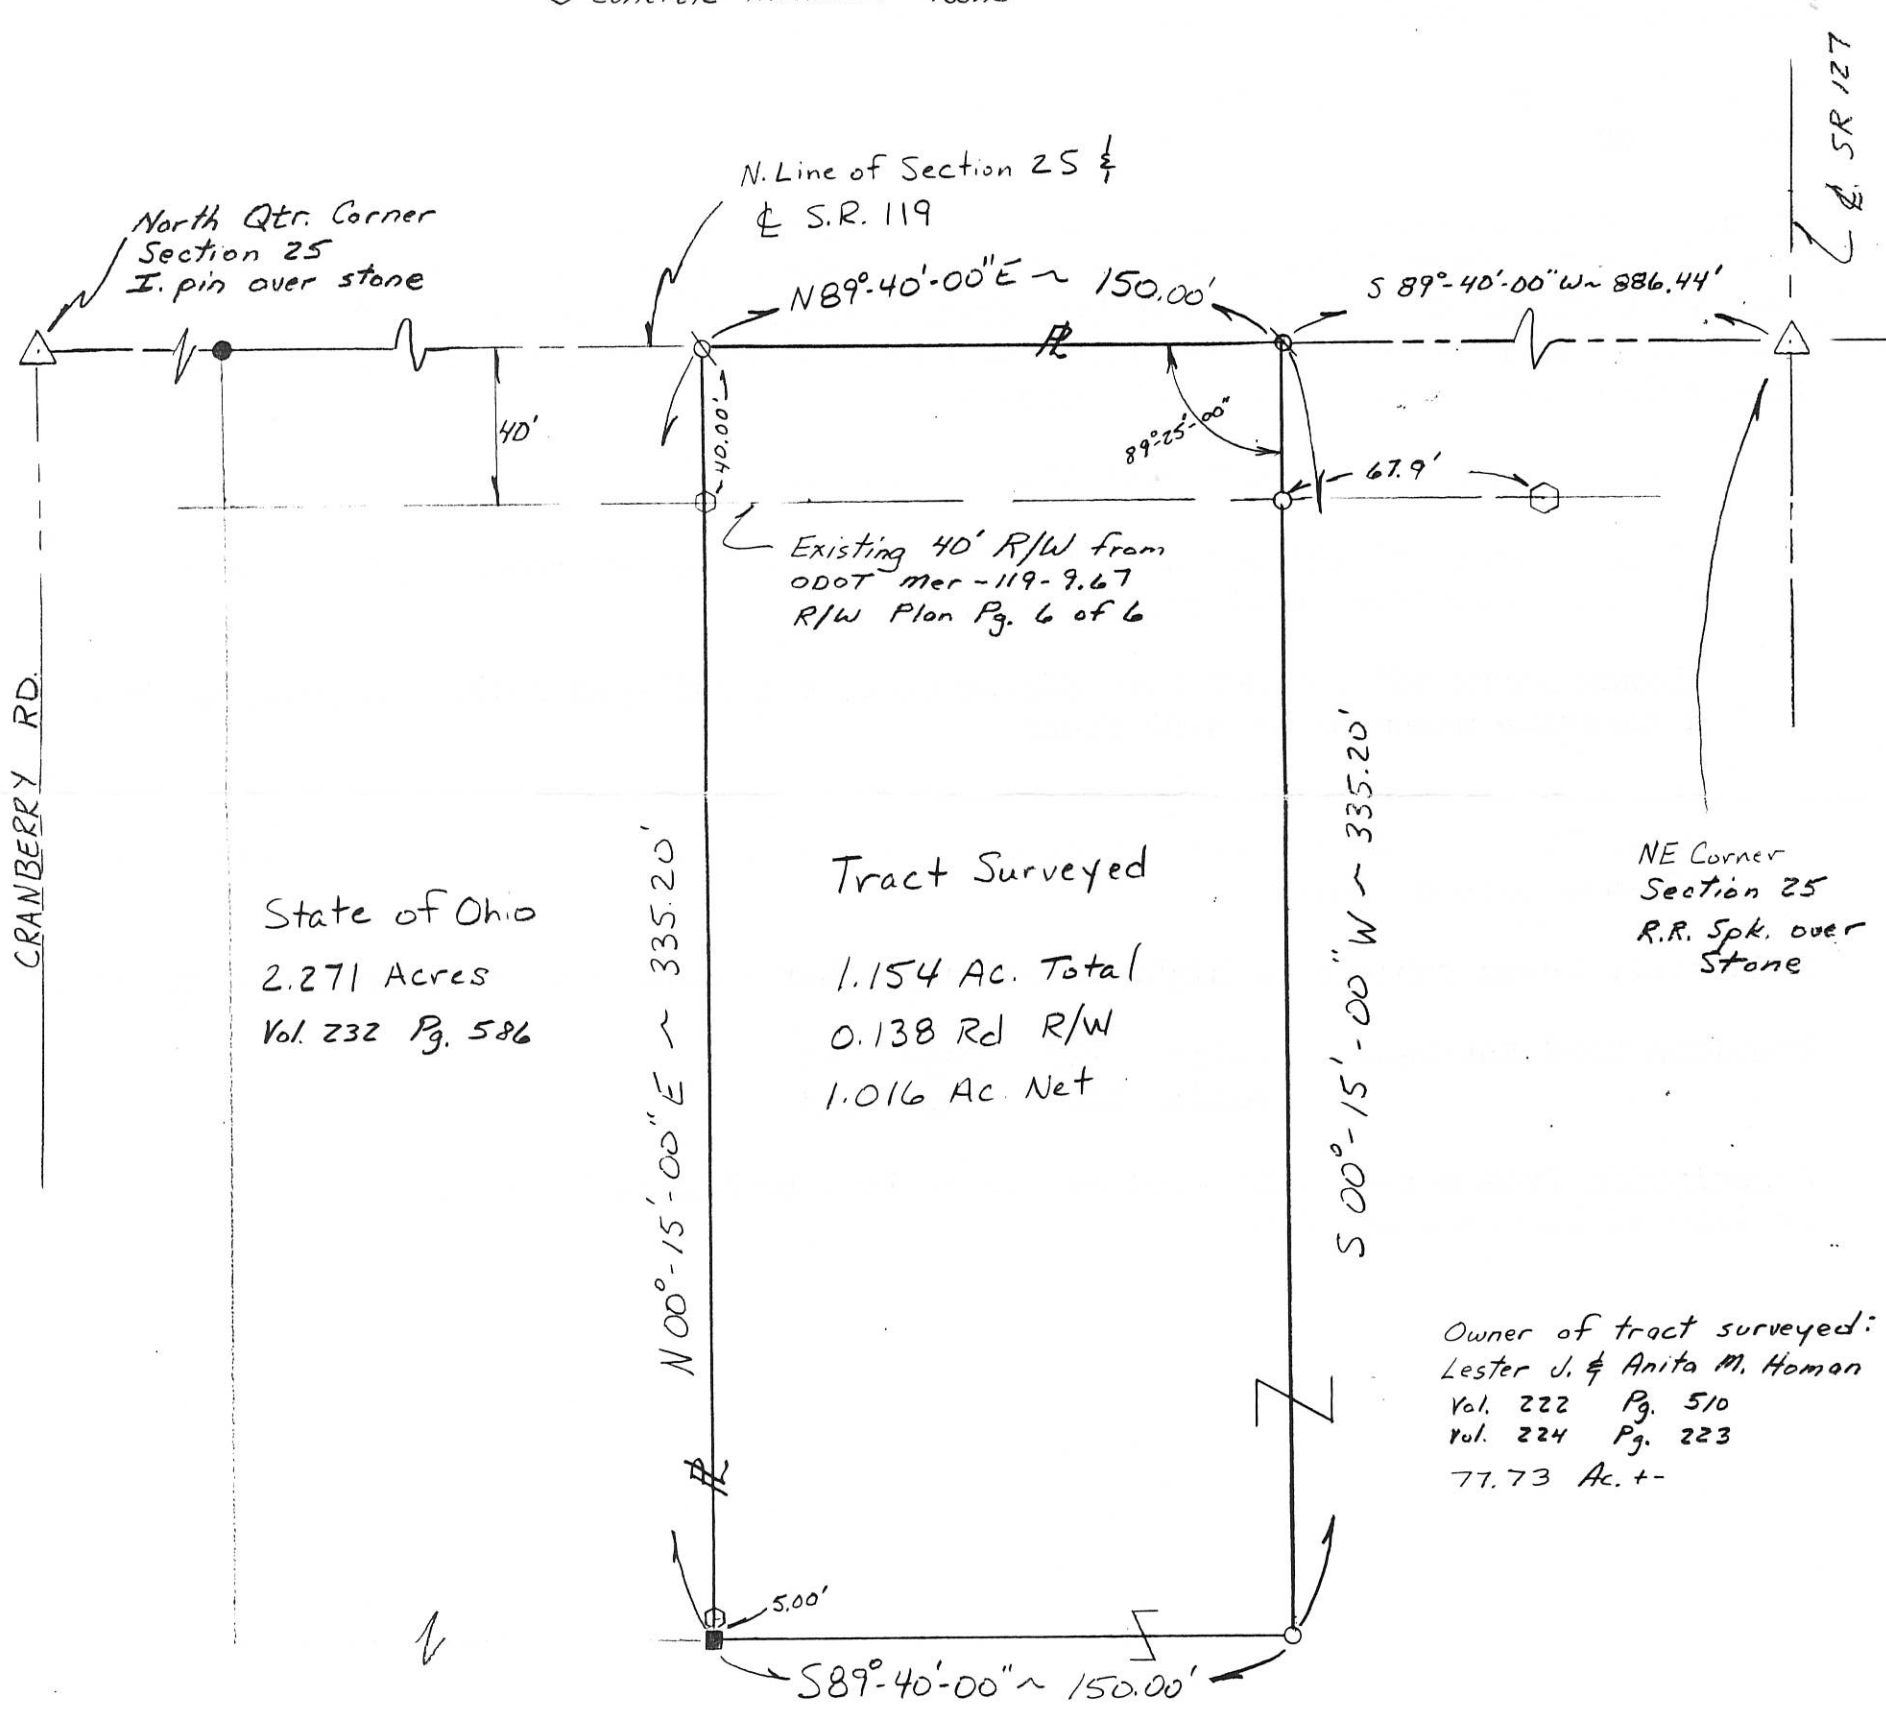 SR 127
N. Line of Section 25 &
℄ S.R. 119
North Qtr. Corner
Section 25
I. pin over stone
N89°-40'-00"E ~ 150.00'
S 89°-40'-00"W ~ 886.44'
℄
40'
~40.00'~
89°-25'-00"
67.9'
Existing 40' R/W from
ODOT mer-119-9.67
R/W Plan Pg. 6 of 6
CRANBERRY RD.
State of Ohio
2.271 Acres
Vol. 232 Pg. 586
N00°-15'-00"E ~ 335.20'
Tract Surveyed
1.154 Ac. Total
0.138 Rd R/W
1.016 Ac. Net
S 00°-15'-00"W ~ 335.20'
NE Corner
Section 25
R.R. Spk. over
Stone
Owner of tract surveyed:
Lester J. & Anita M. Homan
Vol. 222 Pg. 510
Vol. 224 Pg. 223
77.73 Ac. +-
PL
PL
5.00'
S89°-40'-00" ~ 150.00'